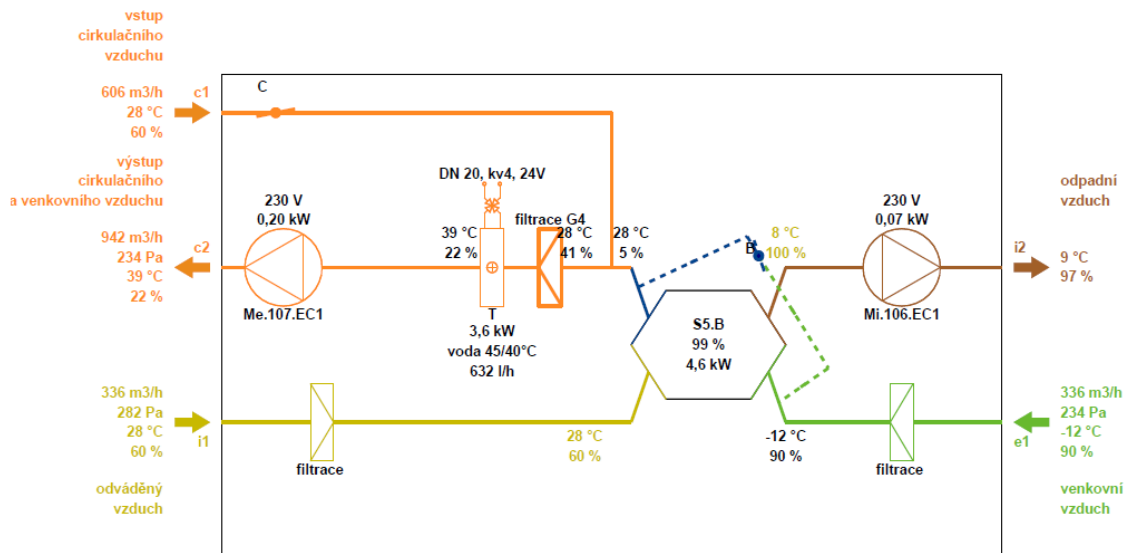 vstup
cirkulačního
vzduchu
606 m3/h
28 °C
60 %
c1
C
výstup
cirkulačního
a venkovního vzduchu
942 m3/h
234 Pa
39 °C
22 %
c2
230 V
0,20 kW
Me.107.EC1
DN 20, kv4, 24V
39 °C
22 %
T
3,6 kW
voda 45/40°C
632 l/h
filtrace G4
28 °C
41 %
28 °C
5 %
B
8 °C
100 %
S5.B
99 %
4,6 kW
230 V
0,07 kW
Mi.106.EC1
odpadní
vzduch
i2
9 °C
97 %
336 m3/h
282 Pa
28 °C
60 %
i1
odváděný
vzduch
filtrace
28 °C
60 %
-12 °C
90 %
filtrace
336 m3/h
234 Pa
-12 °C
90 %
e1
venkovní
vzduch